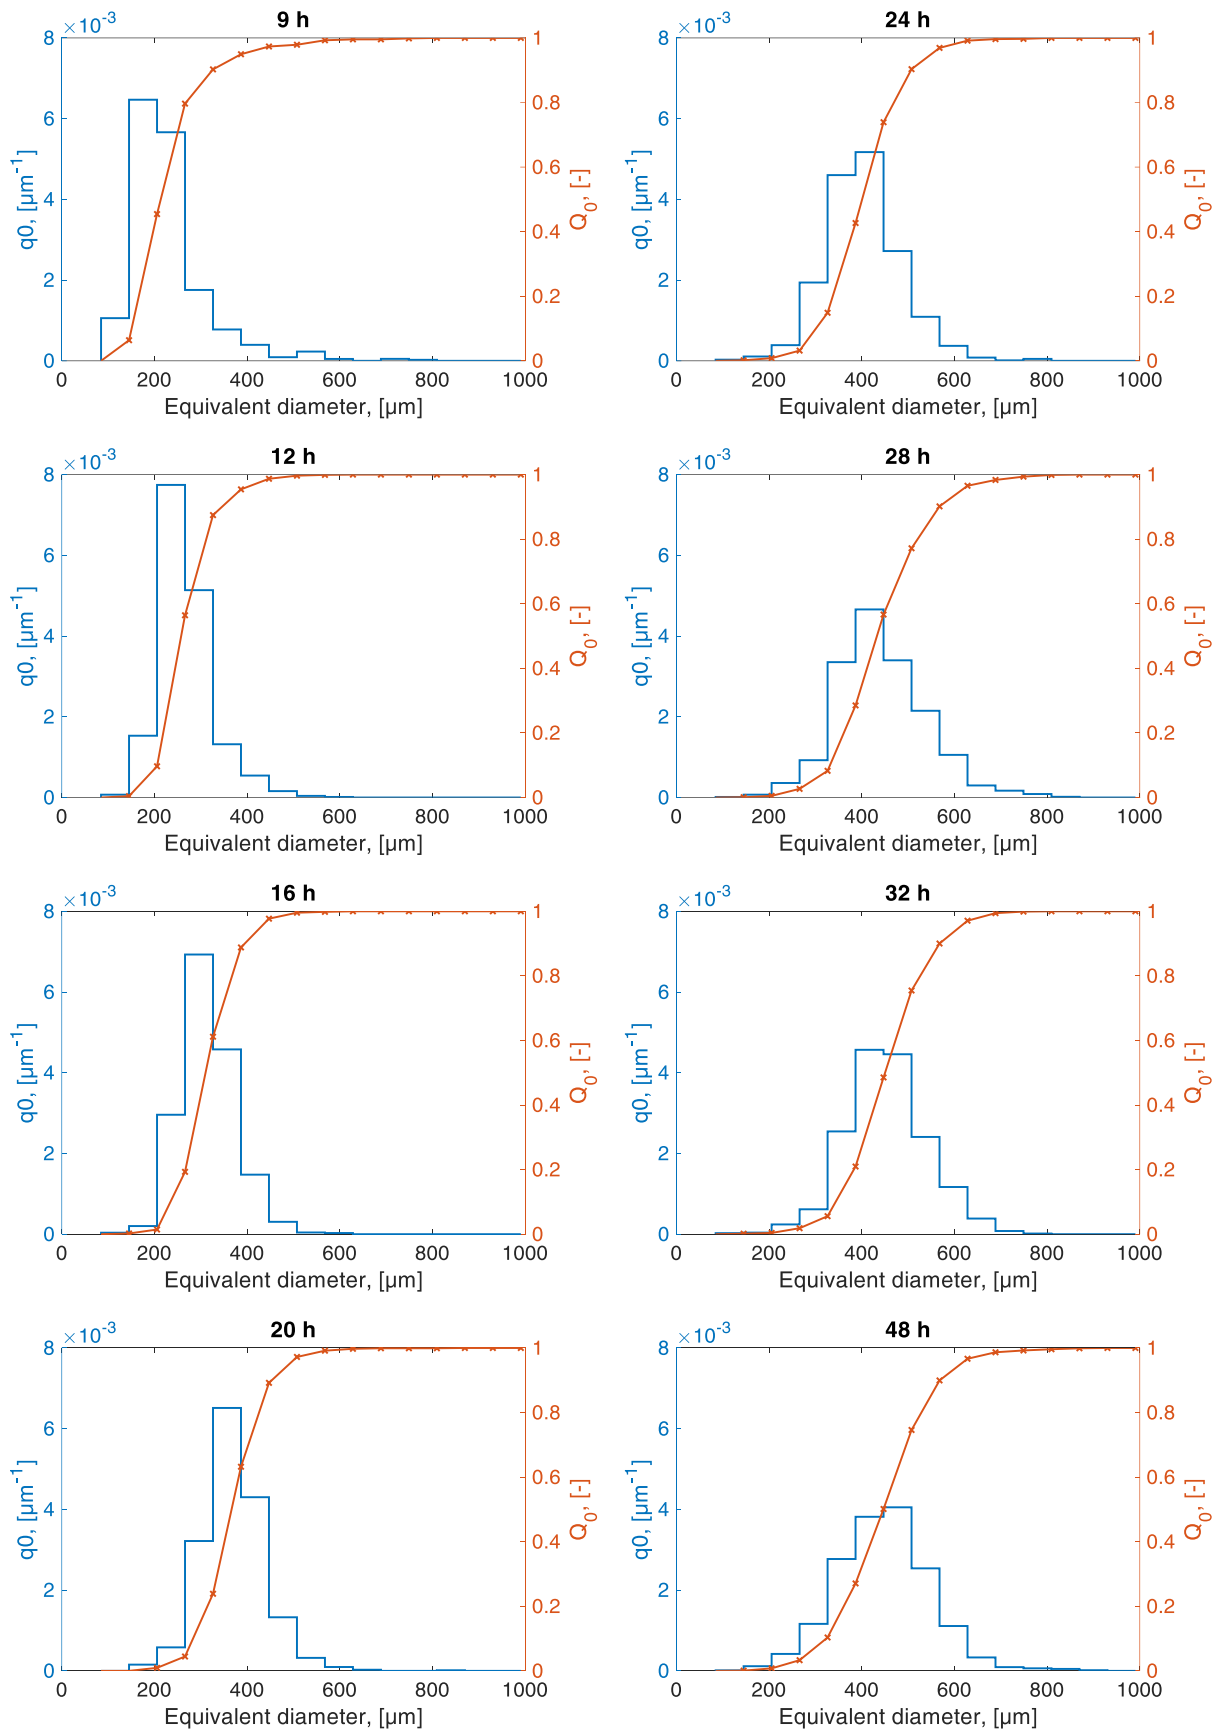 9 h
×10-3
8
6
4
2
0
q0, [µm-1]
1
0.8
0.6
0.4
0.2
0
Q0, [-]
0 200 400 600 800 1000
Equivalent diameter, [µm]
24 h
×10-3
8
6
4
2
0
q0, [µm-1]
1
0.8
0.6
0.4
0.2
0
Q0, [-]
0 200 400 600 800 1000
Equivalent diameter, [µm]
12 h
×10-3
8
6
4
2
0
q0, [µm-1]
1
0.8
0.6
0.4
0.2
0
Q0, [-]
0 200 400 600 800 1000
Equivalent diameter, [µm]
28 h
×10-3
8
6
4
2
0
q0, [µm-1]
1
0.8
0.6
0.4
0.2
0
Q0, [-]
0 200 400 600 800 1000
Equivalent diameter, [µm]
16 h
×10-3
8
6
4
2
0
q0, [µm-1]
1
0.8
0.6
0.4
0.2
0
Q0, [-]
0 200 400 600 800 1000
Equivalent diameter, [µm]
32 h
×10-3
8
6
4
2
0
q0, [µm-1]
1
0.8
0.6
0.4
0.2
0
Q0, [-]
0 200 400 600 800 1000
Equivalent diameter, [µm]
20 h
×10-3
8
6
4
2
0
q0, [µm-1]
1
0.8
0.6
0.4
0.2
0
Q0, [-]
0 200 400 600 800 1000
Equivalent diameter, [µm]
48 h
×10-3
8
6
4
2
0
q0, [µm-1]
1
0.8
0.6
0.4
0.2
0
Q0, [-]
0 200 400 600 800 1000
Equivalent diameter, [µm]